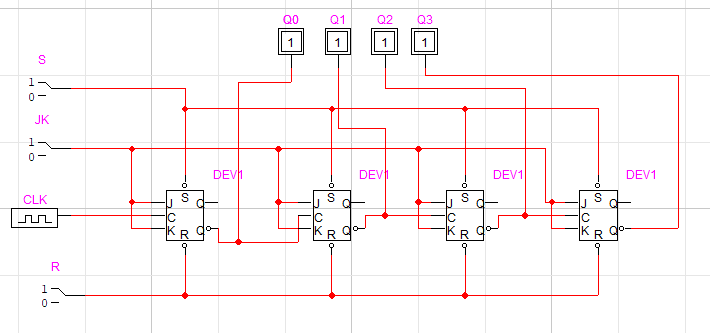 Q0 Q1 Q2 Q3
1 1 1 1
S
1
0
JK
1
0
DEV1 DEV1 DEV1 DEV1
CLK
S S S S
J Q J Q J Q J Q
C C C C
K R Q K R Q K R Q K R Q
R
1
0